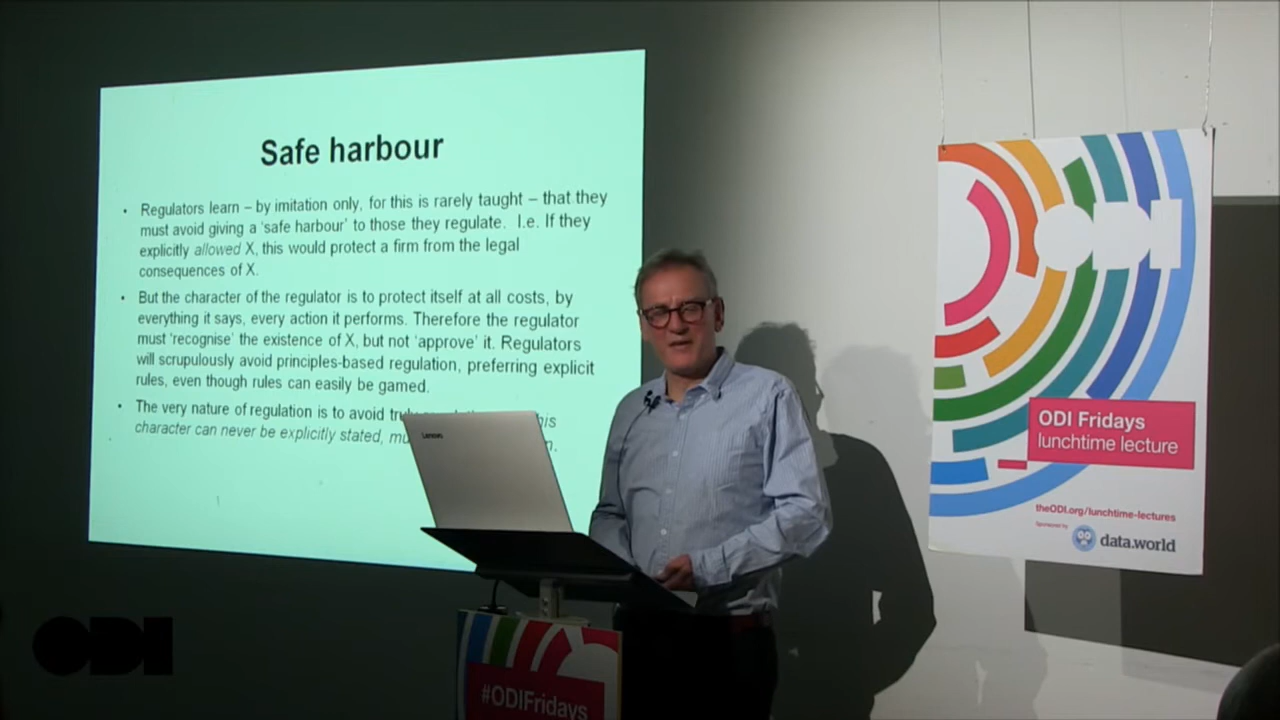 Safe harbour
• Regulators learn – by imitation only, for this is rarely taught – that they
must avoid giving a 'safe harbour' to those they regulate. I.e. If they
explicitly allowed X, this would protect a firm from the legal
consequences of X.
• But the character of the regulator is to protect itself at all costs, by
everything it says, every action it performs. Therefore the regulator
must 'recognise' the existence of X, but not 'approve' it. Regulators
will scrupulously avoid principles-based regulation, preferring explicit
rules, even though rules can easily be gamed.
• The very nature of regulation is to avoid
character can never be explicitly stated,
Lenovo
#ODIFridays
ODI
ODI Fridays
lunchtime lecture
theODI.org/lunchtime-lectures
Sponsored by
data.world